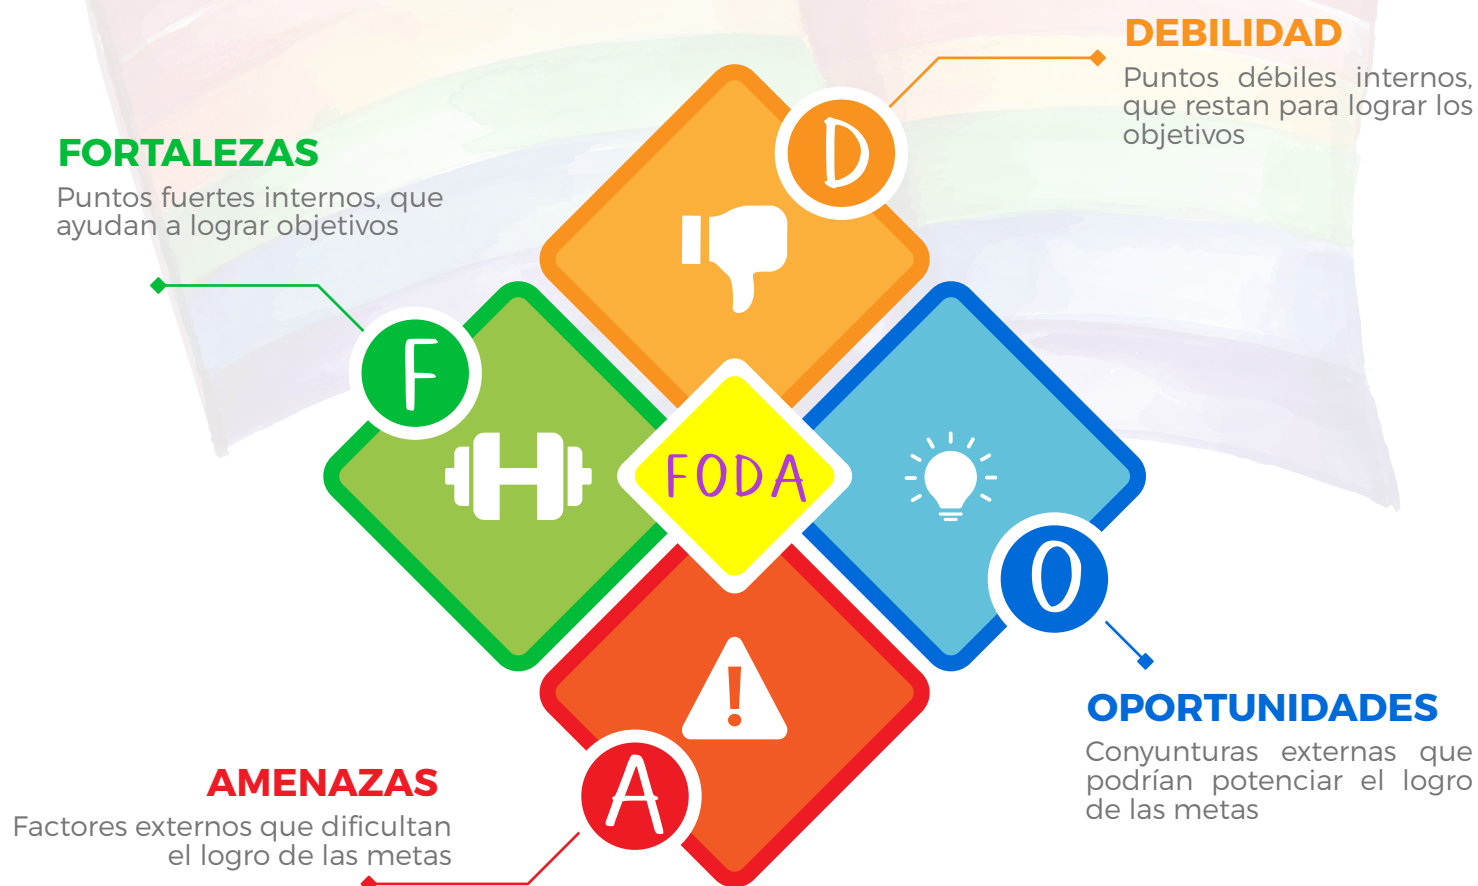 DEBILIDAD
Puntos débiles internos,
que restan para lograr los
objetivos
FORTALEZAS
Puntos fuertes internos, que
ayudan a lograr objetivos
D
F
FODA
O
OPORTUNIDADES
Conyunturas externas que
podrían potenciar el logro
de las metas
!
A
AMENAZAS
Factores externos que dificultan
el logro de las metas